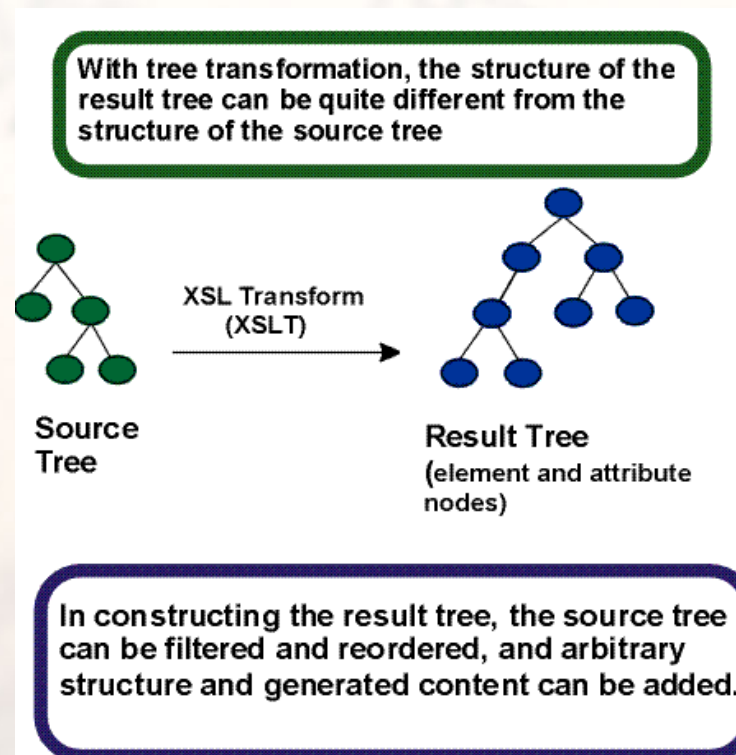 With tree transformation, the structure of the
result tree can be quite different from the
structure of the source tree
XSL Transform
(XSLT)
Source
Tree
Result Tree
(element and attribute
nodes)
In constructing the result tree, the source tree
can be filtered and reordered, and arbitrary
structure and generated content can be added.